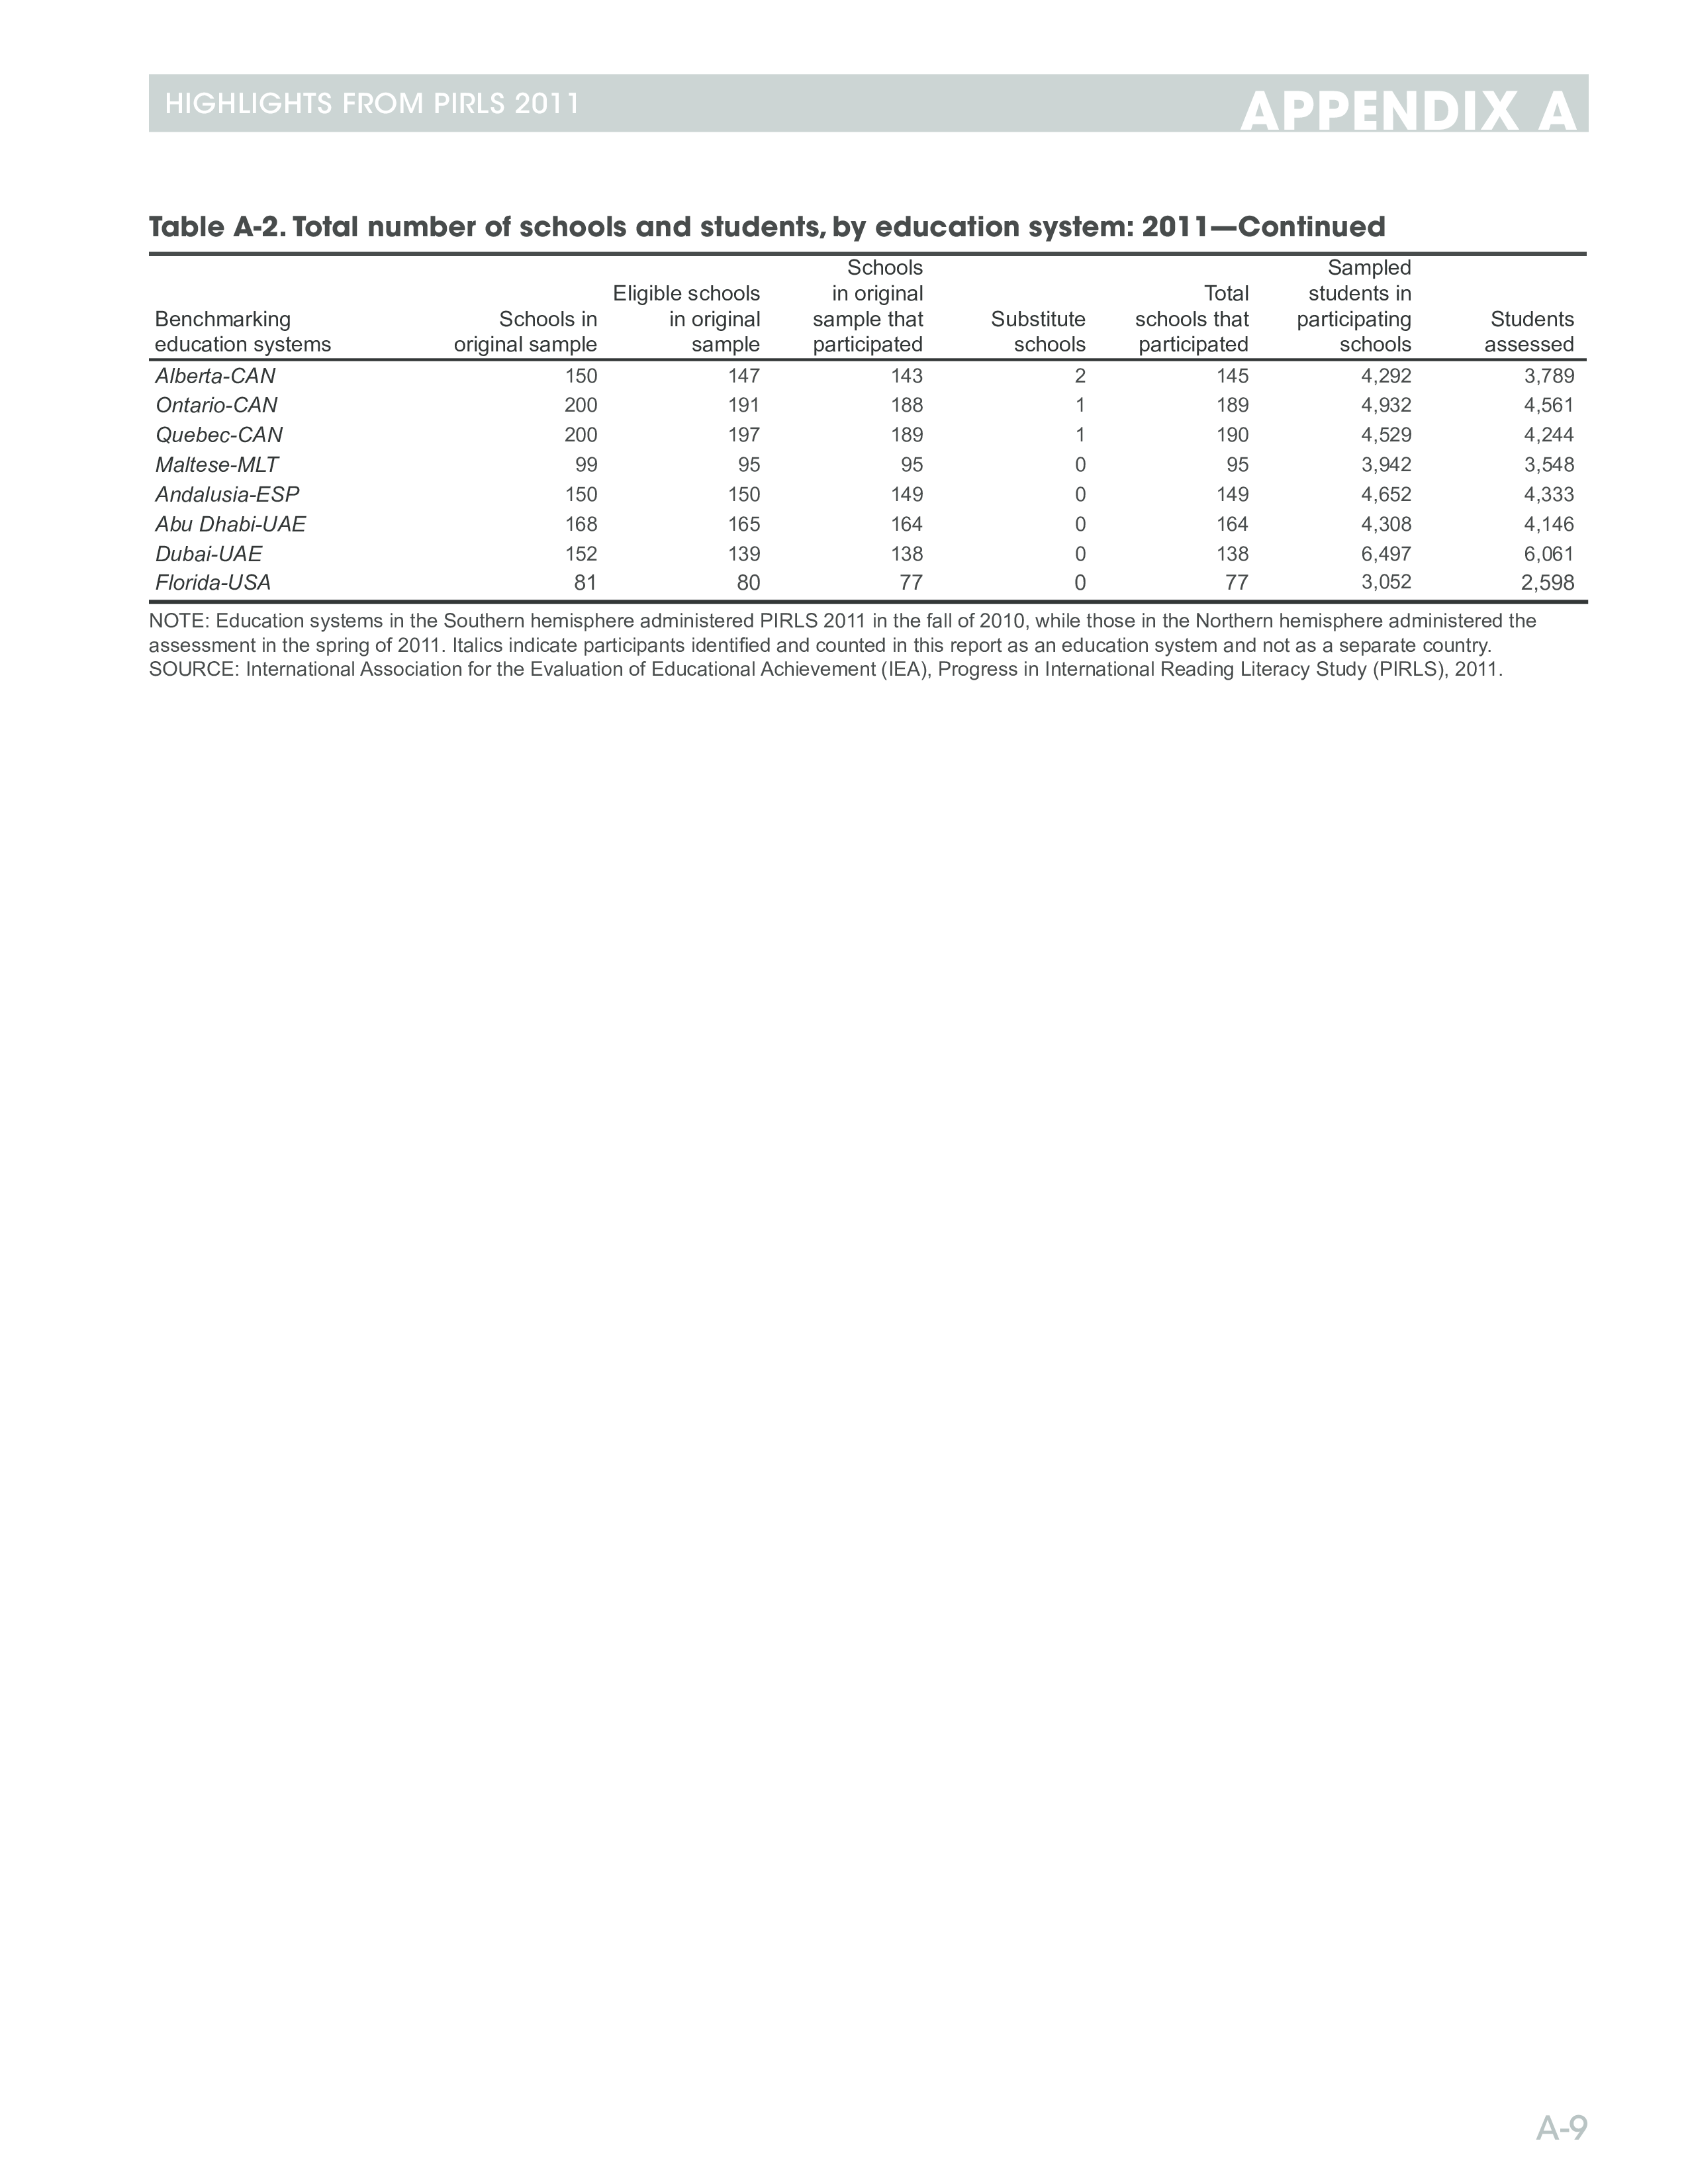 HIGHLIGHTS FROM PIRLS 2011 APPENDIX A
Table A-2. Total number of schools and students, by education system: 2011—Continued
Benchmarking education systems Schools in original sample Eligible schools in original sample Schools in original sample that participated Substitute schools Total schools that participated Sampled students in participating schools Students assessed
Alberta-CAN 150 147 143 2 145 4,292 3,789
Ontario-CAN 200 191 188 1 189 4,932 4,561
Quebec-CAN 200 197 189 1 190 4,529 4,244
Maltese-MLT 99 95 95 0 95 3,942 3,548
Andalusia-ESP 150 150 149 0 149 4,652 4,333
Abu Dhabi-UAE 168 165 164 0 164 4,308 4,146
Dubai-UAE 152 139 138 0 138 6,497 6,061
Florida-USA 81 80 77 0 77 3,052 2,598
NOTE: Education systems in the Southern hemisphere administered PIRLS 2011 in the fall of 2010, while those in the Northern hemisphere administered the
assessment in the spring of 2011. Italics indicate participants identified and counted in this report as an education system and not as a separate country.
SOURCE: International Association for the Evaluation of Educational Achievement (IEA), Progress in International Reading Literacy Study (PIRLS), 2011.
A-9